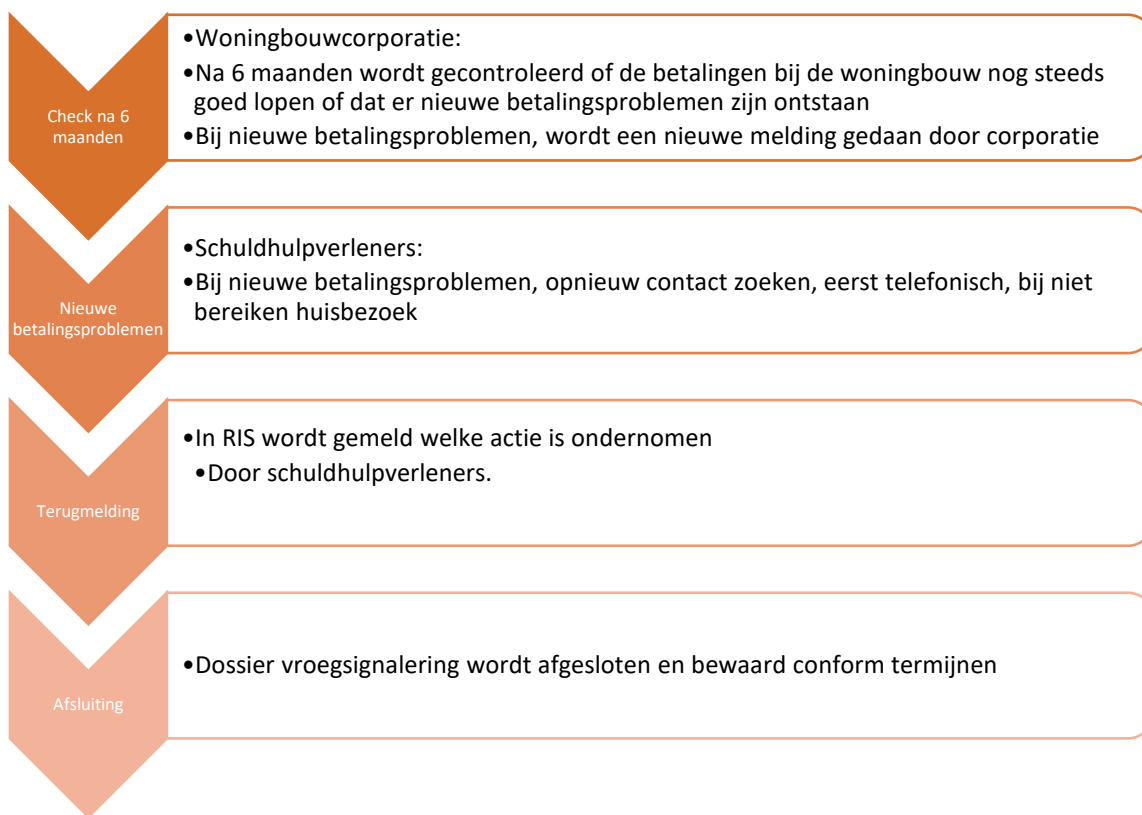 Check na 6
maanden
•Woningbouwcorporatie:
•Na 6 maanden wordt gecontroleerd of de betalingen bij de woningbouw nog steeds
goed lopen of dat er nieuwe betalingsproblemen zijn ontstaan
•Bij nieuwe betalingsproblemen, wordt een nieuwe melding gedaan door corporatie
Nieuwe
betalingsproblemen
•Schuldhulpverleners:
•Bij nieuwe betalingsproblemen, opnieuw contact zoeken, eerst telefonisch, bij niet
bereiken huisbezoek
Terugmelding
•In RIS wordt gemeld welke actie is ondernomen
•Door schuldhulpverleners.
Afsluiting
•Dossier vroegsignalering wordt afgesloten en bewaard conform termijnen